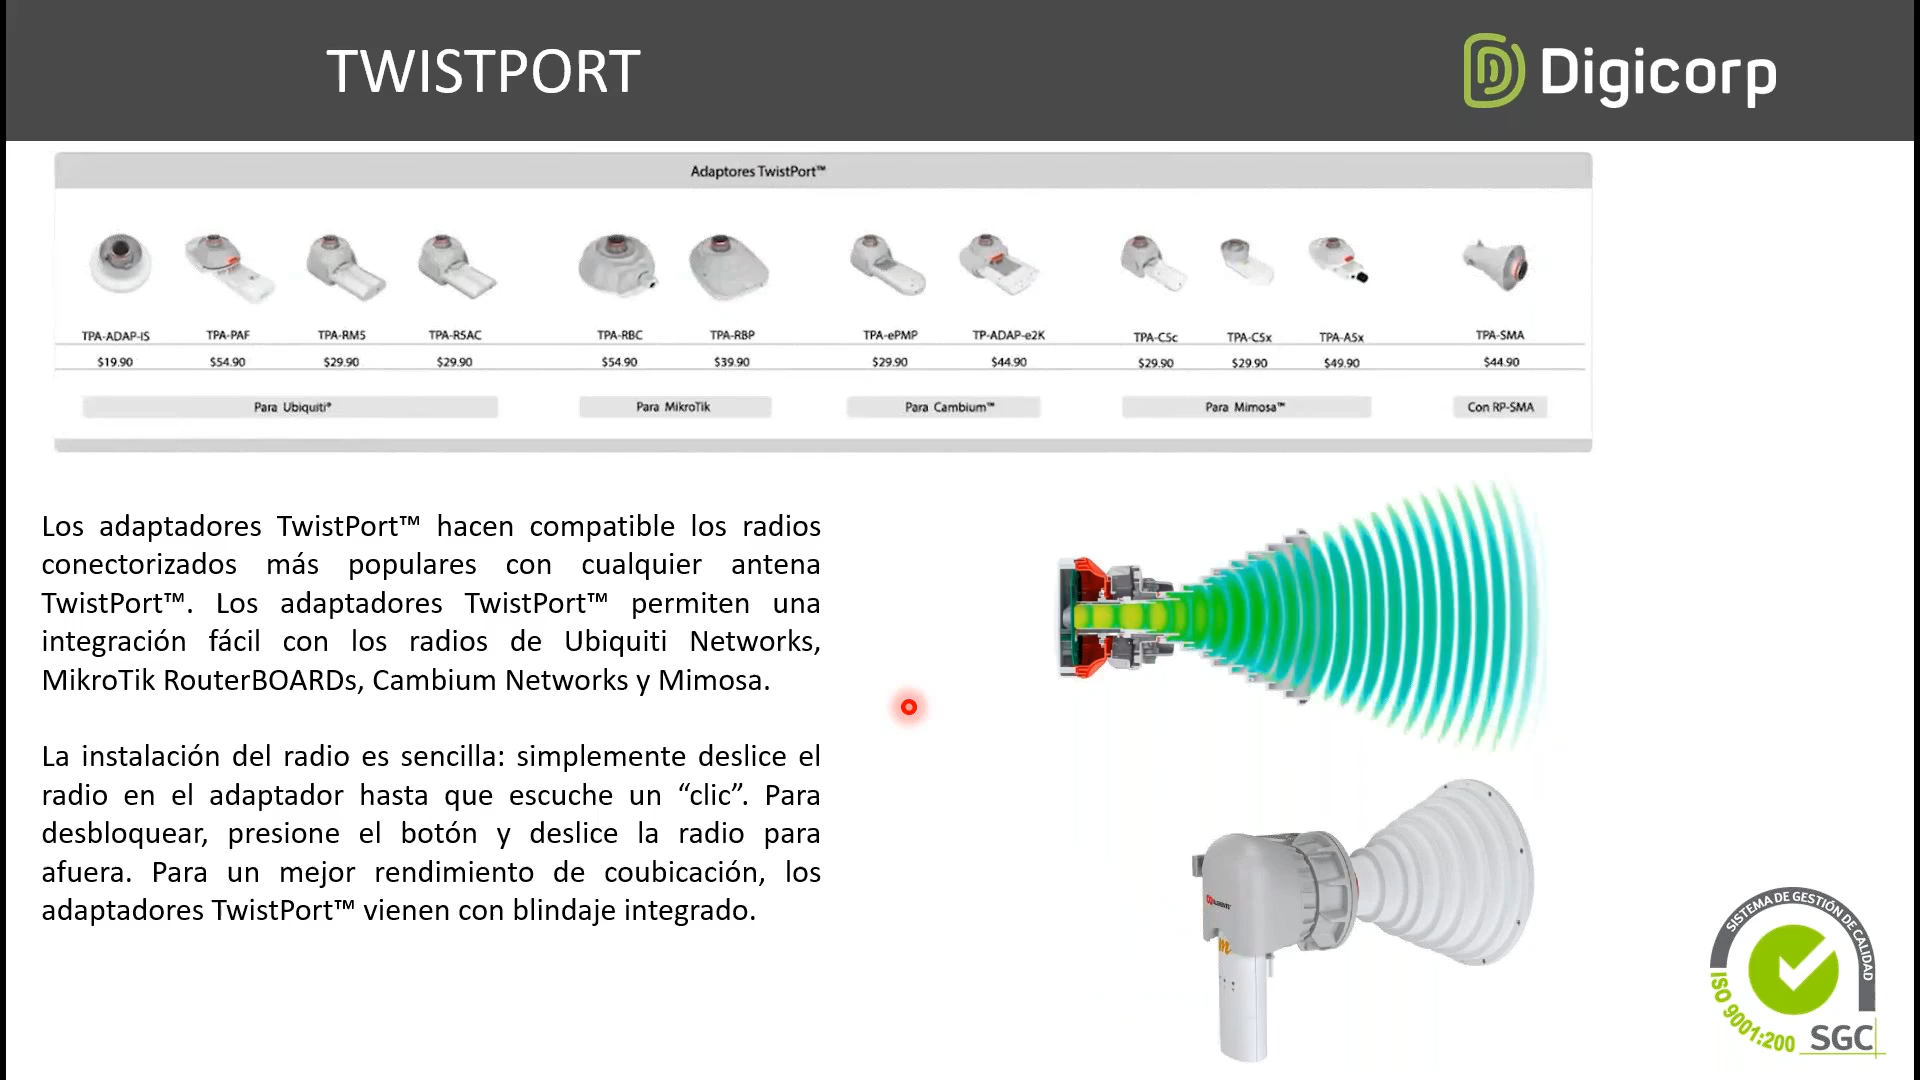 TWISTPORT
Digicorp
Adaptores TwistPort™
TPA-ADAP-IS TPA-PAF TPA-RM5 TPA-R5AC TPA-RBC TPA-RBP TPA-ePMP TP-ADAP-e2K TPA-C5c TPA-C5x TPA-A5x TPA-SMA
$19.90 $54.90 $29.90 $29.90 $54.90 $39.90 $29.90 $44.90 $29.90 $29.90 $49.90 $44.90
Para Ubiquiti® Para MikroTik Para Cambium™ Para Mimosa™ Con RP-SMA
Los adaptadores TwistPort™ hacen compatible los radios
conectorizados más populares con cualquier antena
TwistPort™. Los adaptadores TwistPort™ permiten una
integración fácil con los radios de Ubiquiti Networks,
MikroTik RouterBOARDs, Cambium Networks y Mimosa.
La instalación del radio es sencilla: simplemente deslice el
radio en el adaptador hasta que escuche un “clic”. Para
desbloquear, presione el botón y deslice la radio para
afuera. Para un mejor rendimiento de coubicación, los
adaptadores TwistPort™ vienen con blindaje integrado.
SISTEMA DE GESTIÓN DE CALIDAD
ISO 9001:200
SGC